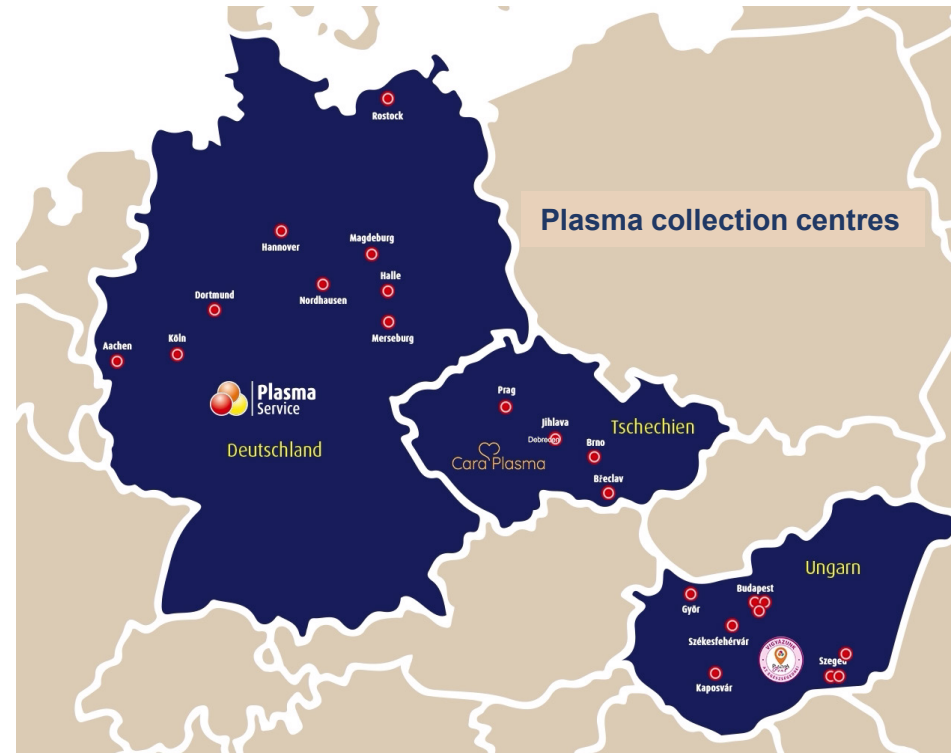 Rostock
Plasma collection centres
Hannover
Magdeburg
Halle
Nordhausen
Dortmund
Merseburg
Köln
Aachen
Plasma
Service
Deutschland
Prag
Jihlava
Tschechien
Debrecen
Brno
Cara Plasma
Břeclav
Ungarn
Budapest
Győr
Székesfehérvár
VIGYÁZUNK
Szeged
Kaposvár